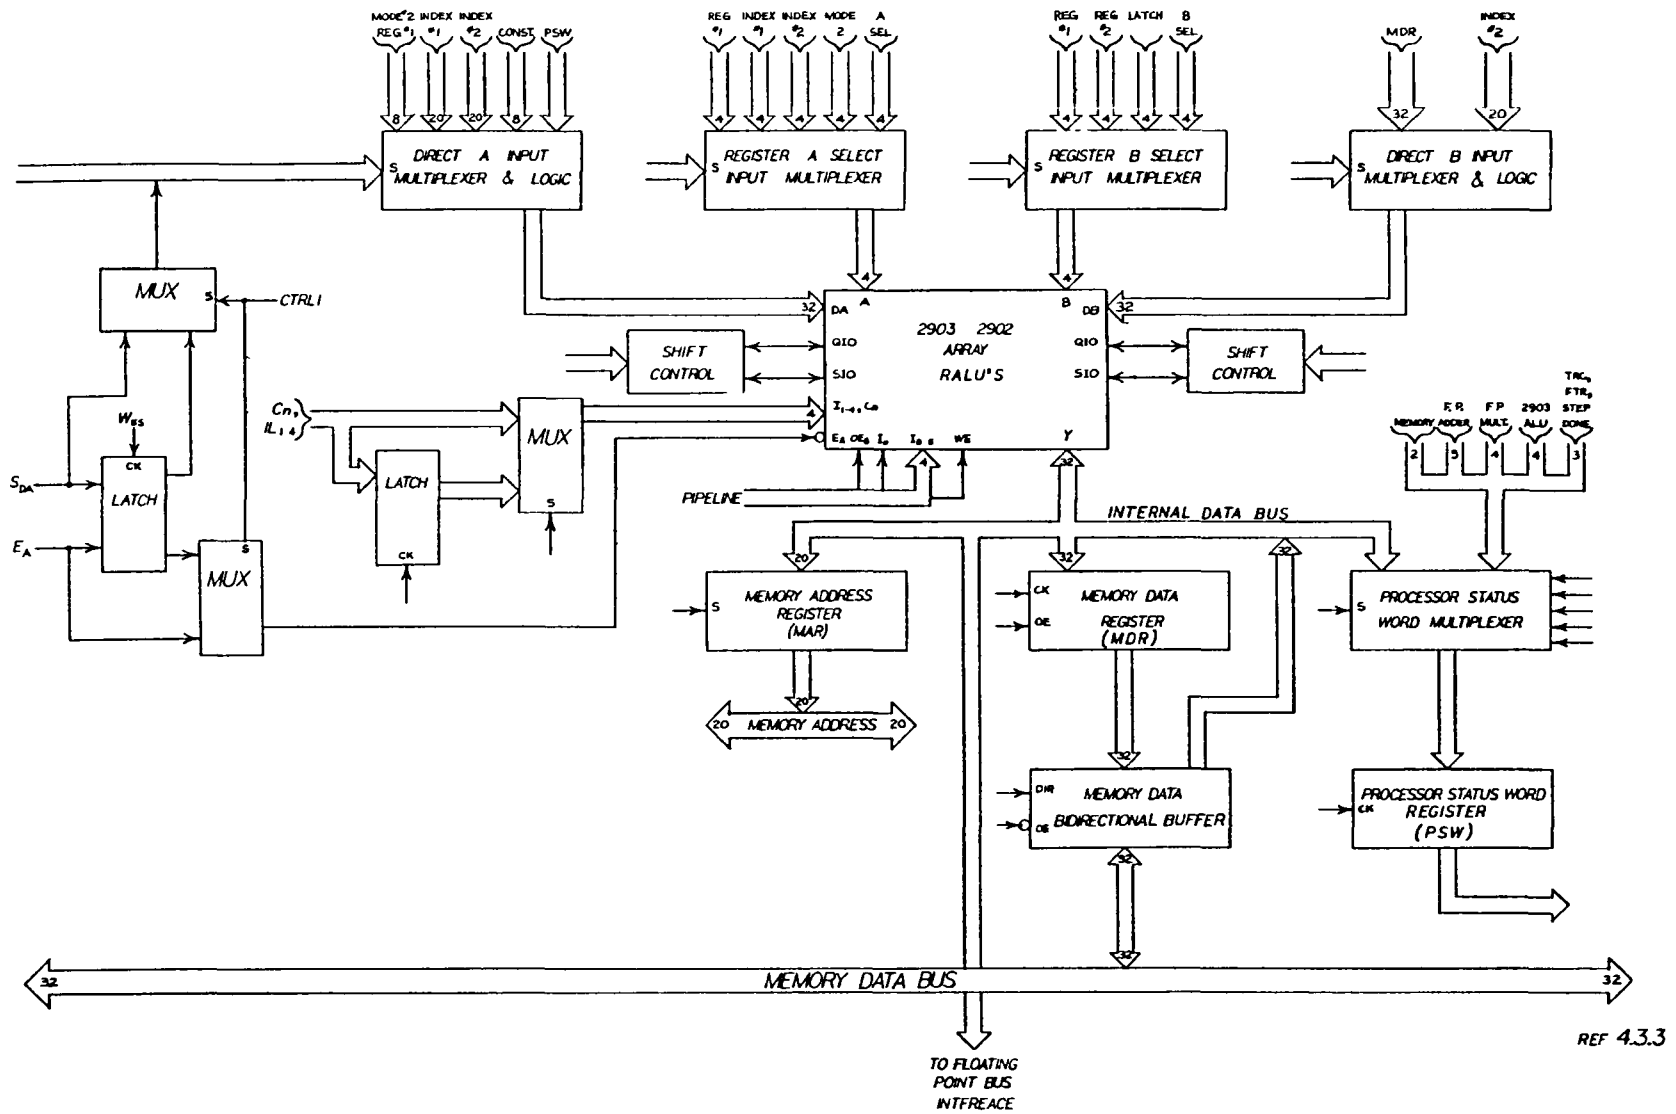 MODE #2 REG #1
INDEX #1
INDEX #2
CONST.
PSW
8
20
20
8
DIRECT A INPUT
MULTIPLEXER & LOGIC
S
REG #1
INDEX #1
INDEX #2
MODE 2
A SEL
4
4
4
4
4
REGISTER A SELECT
INPUT MULTIPLEXER
S
REG #1
REG #2
LATCH
B SEL
4
4
4
4
REGISTER B SELECT
INPUT MULTIPLEXER
S
MDR
INDEX #2
32
20
DIRECT B INPUT
MULTIPLEXER & LOGIC
S
MUX
S
CTRL1
4
4
32
A
B
32
DA
DB
2903 2902
ARRAY
RALU'S
QIO
QIO
SIO
SIO
SHIFT
CONTROL
SHIFT
CONTROL
4
Y
WE
PIPELINE
4
32
Cn,
IL1-4
MUX
S
LATCH
CK
CK
LATCH
SDA
EA
MUX
S
TRC,
FTR,
STEP
DONE
MEMORY
F.P.
ADDER
F.P.
MULT.
2903
ALU
2
5
4
4
3
INTERNAL DATA BUS
20
32
32
MEMORY ADDRESS
REGISTER
(MAR)
S
20
20 MEMORY ADDRESS 20
CK
OE
MEMORY DATA
REGISTER
(MDR)
PROCESSOR STATUS
WORD MULTIPLEXER
S
32
DIR
OE
MEMORY DATA
BIDIRECTIONAL BUFFER
32
32
PROCESSOR STATUS WORD
REGISTER
(PSW)
CK
32 MEMORY DATA BUS 32
REF 4.3.3
TO FLOATING
POINT BUS
INTFREACE